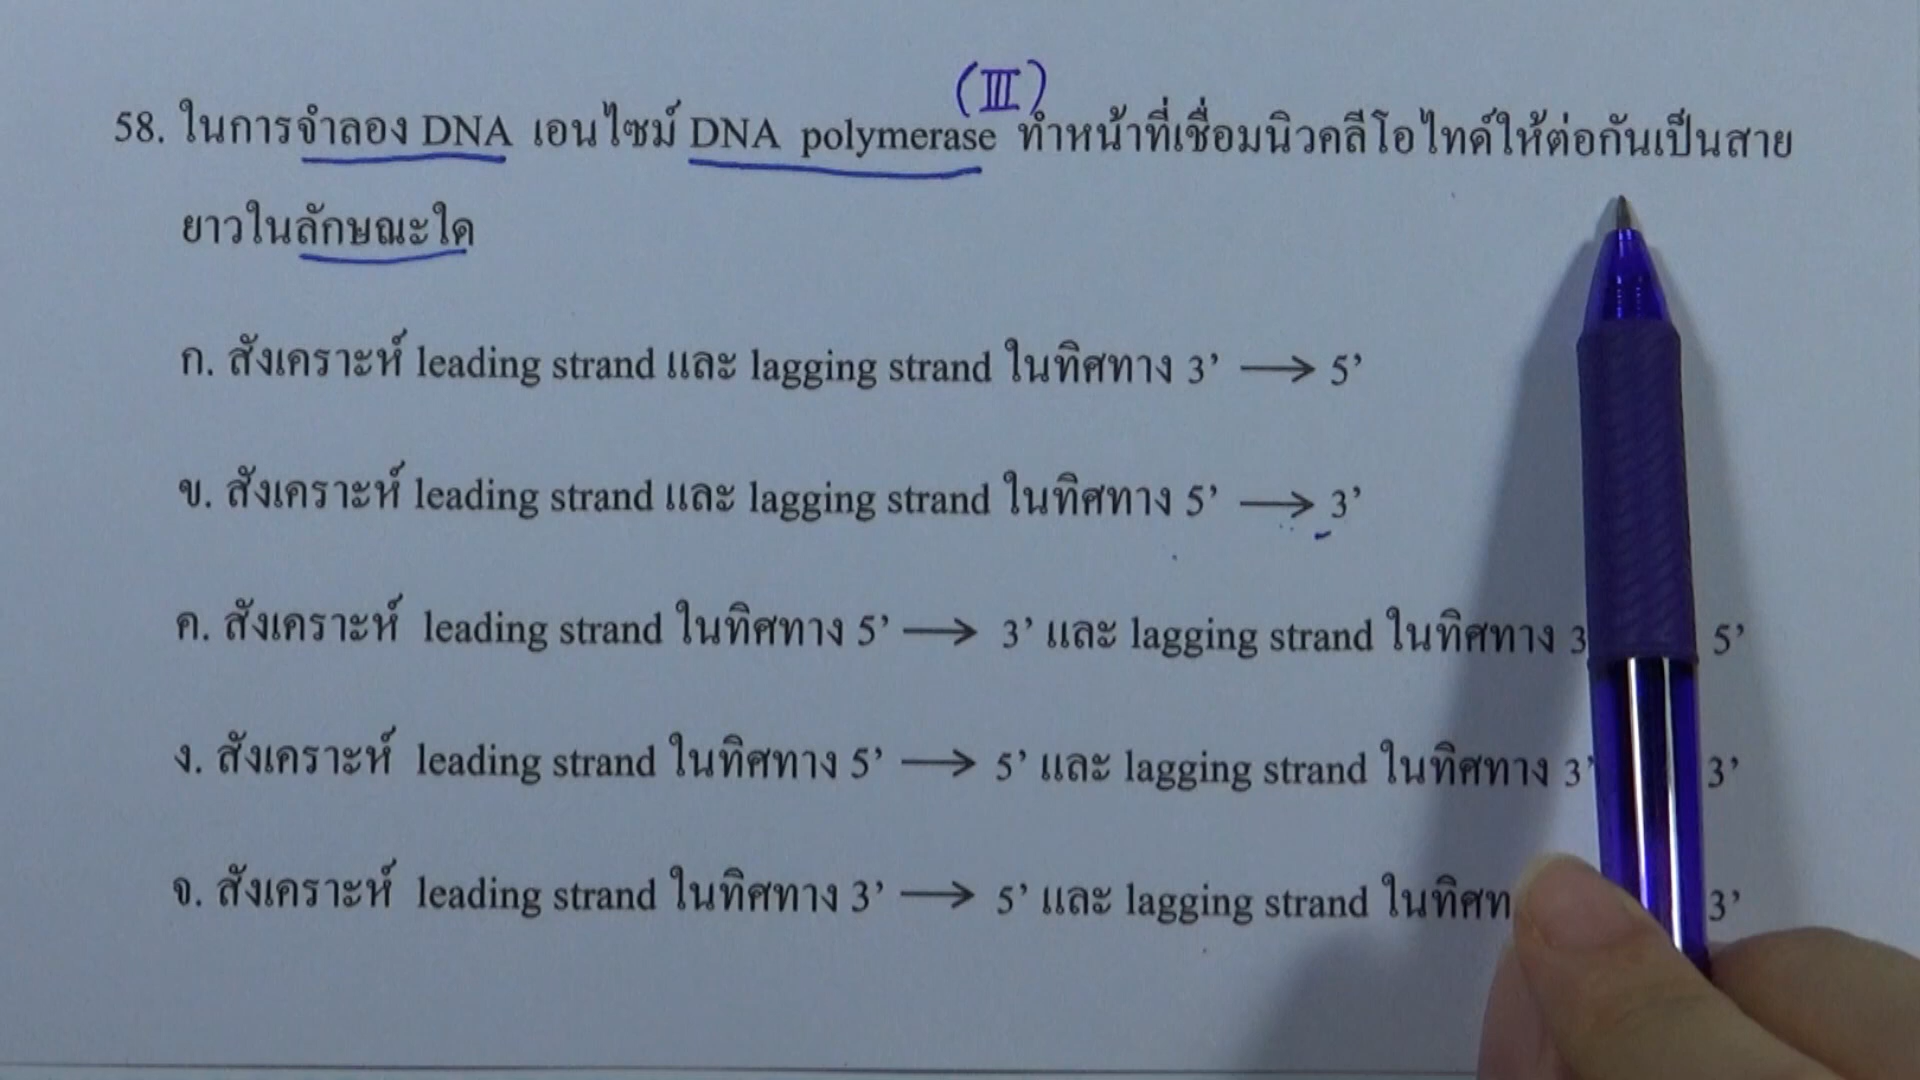 (III)
58. ในการจำลอง DNA เอนไซม์ DNA polymerase ทำหน้าที่เชื่อมนิวคลีโอไทด์ให้ต่อกันเป็นสาย
ยาวในลักษณะใด
ก. สังเคราะห์ leading strand และ lagging strand ในทิศทาง 3’ → 5’
ข. สังเคราะห์ leading strand และ lagging strand ในทิศทาง 5’ → 3’
ค. สังเคราะห์ leading strand ในทิศทาง 5’ → 3’ และ lagging strand ในทิศทาง 3 5’
ง. สังเคราะห์ leading strand ในทิศทาง 5’ → 5’ และ lagging strand ในทิศทาง 3’ 3’
จ. สังเคราะห์ leading strand ในทิศทาง 3’ → 5’ และ lagging strand 3’